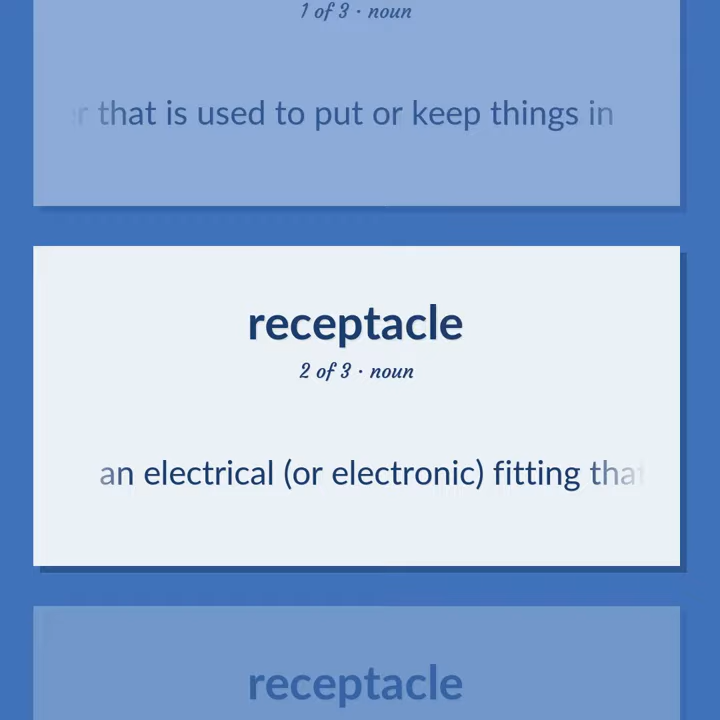 1 of 3 · noun
that is used to put or keep things in
receptacle
2 of 3 · noun
an electrical (or electronic) fitting that
receptacle